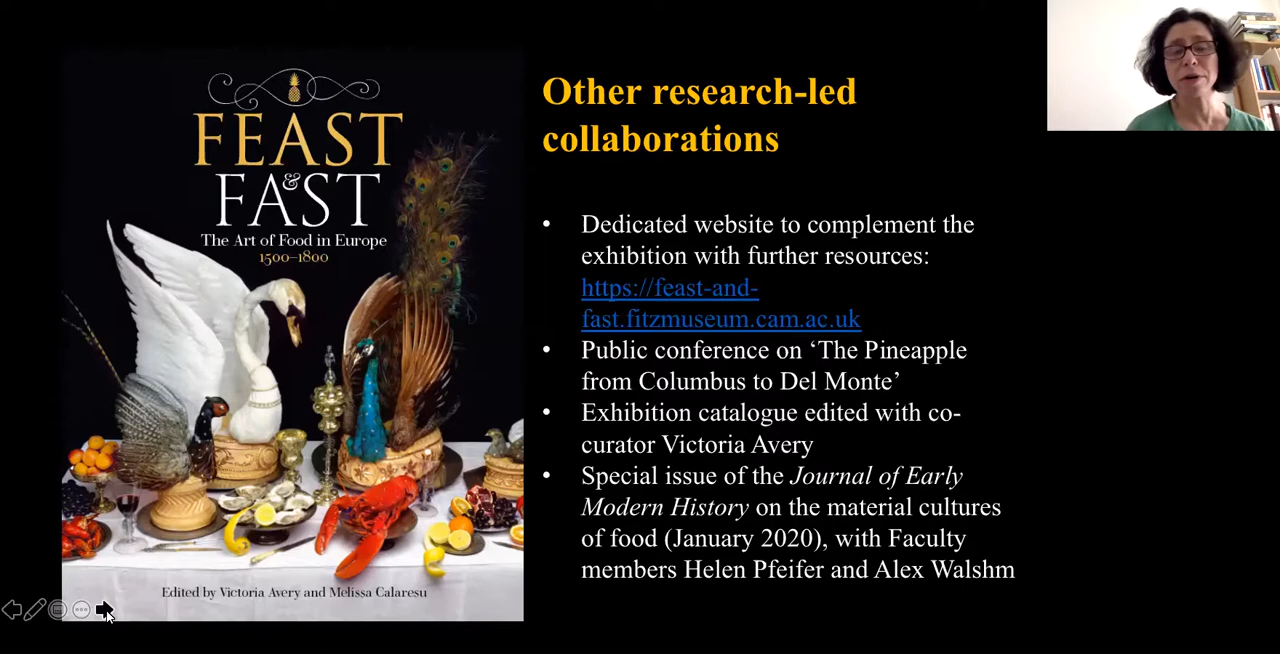 FEAST
&
FAST
The Art of Food in Europe
1500–1800
Edited by Victoria Avery and Melissa Calaresu
Other research-led
collaborations
• Dedicated website to complement the
exhibition with further resources:
https://feast-and-
fast.fitzmuseum.cam.ac.uk
• Public conference on ‘The Pineapple
from Columbus to Del Monte’
• Exhibition catalogue edited with co-
curator Victoria Avery
• Special issue of the Journal of Early
Modern History on the material cultures
of food (January 2020), with Faculty
members Helen Pfeifer and Alex Walshm